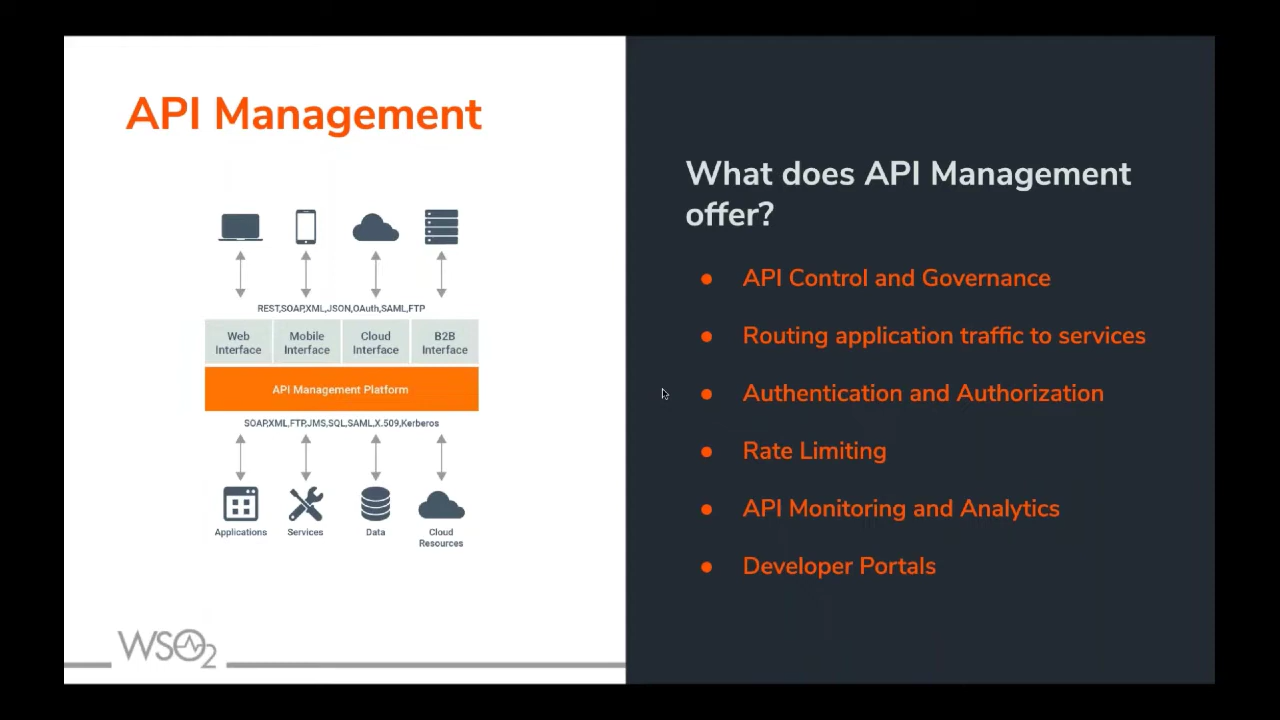 API Management
REST,SOAP,XML,JSON,OAuth,SAML,FTP
Web
Interface
Mobile
Interface
Cloud
Interface
B2B
Interface
API Management Platform
SOAP,XML,FTP,JMS,SQL,SAML,X.509,Kerberos
Applications
Services
Data
Cloud
Resources
WSO2
What does API Management
offer?
● API Control and Governance
● Routing application traffic to services
● Authentication and Authorization
● Rate Limiting
● API Monitoring and Analytics
● Developer Portals